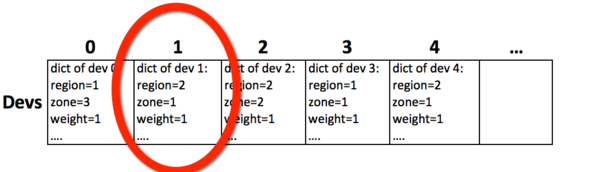 0 1 2 3 4 ...
Devs
dict of dev 0
region=1
zone=3
weight=1
....
dict of dev 1:
region=2
zone=1
weight=1
....
dict of dev 2:
region=2
zone=2
weight=1
....
dict of dev 3:
region=1
zone=1
weight=1
....
dict of dev 4:
region=2
zone=1
weight=1
....